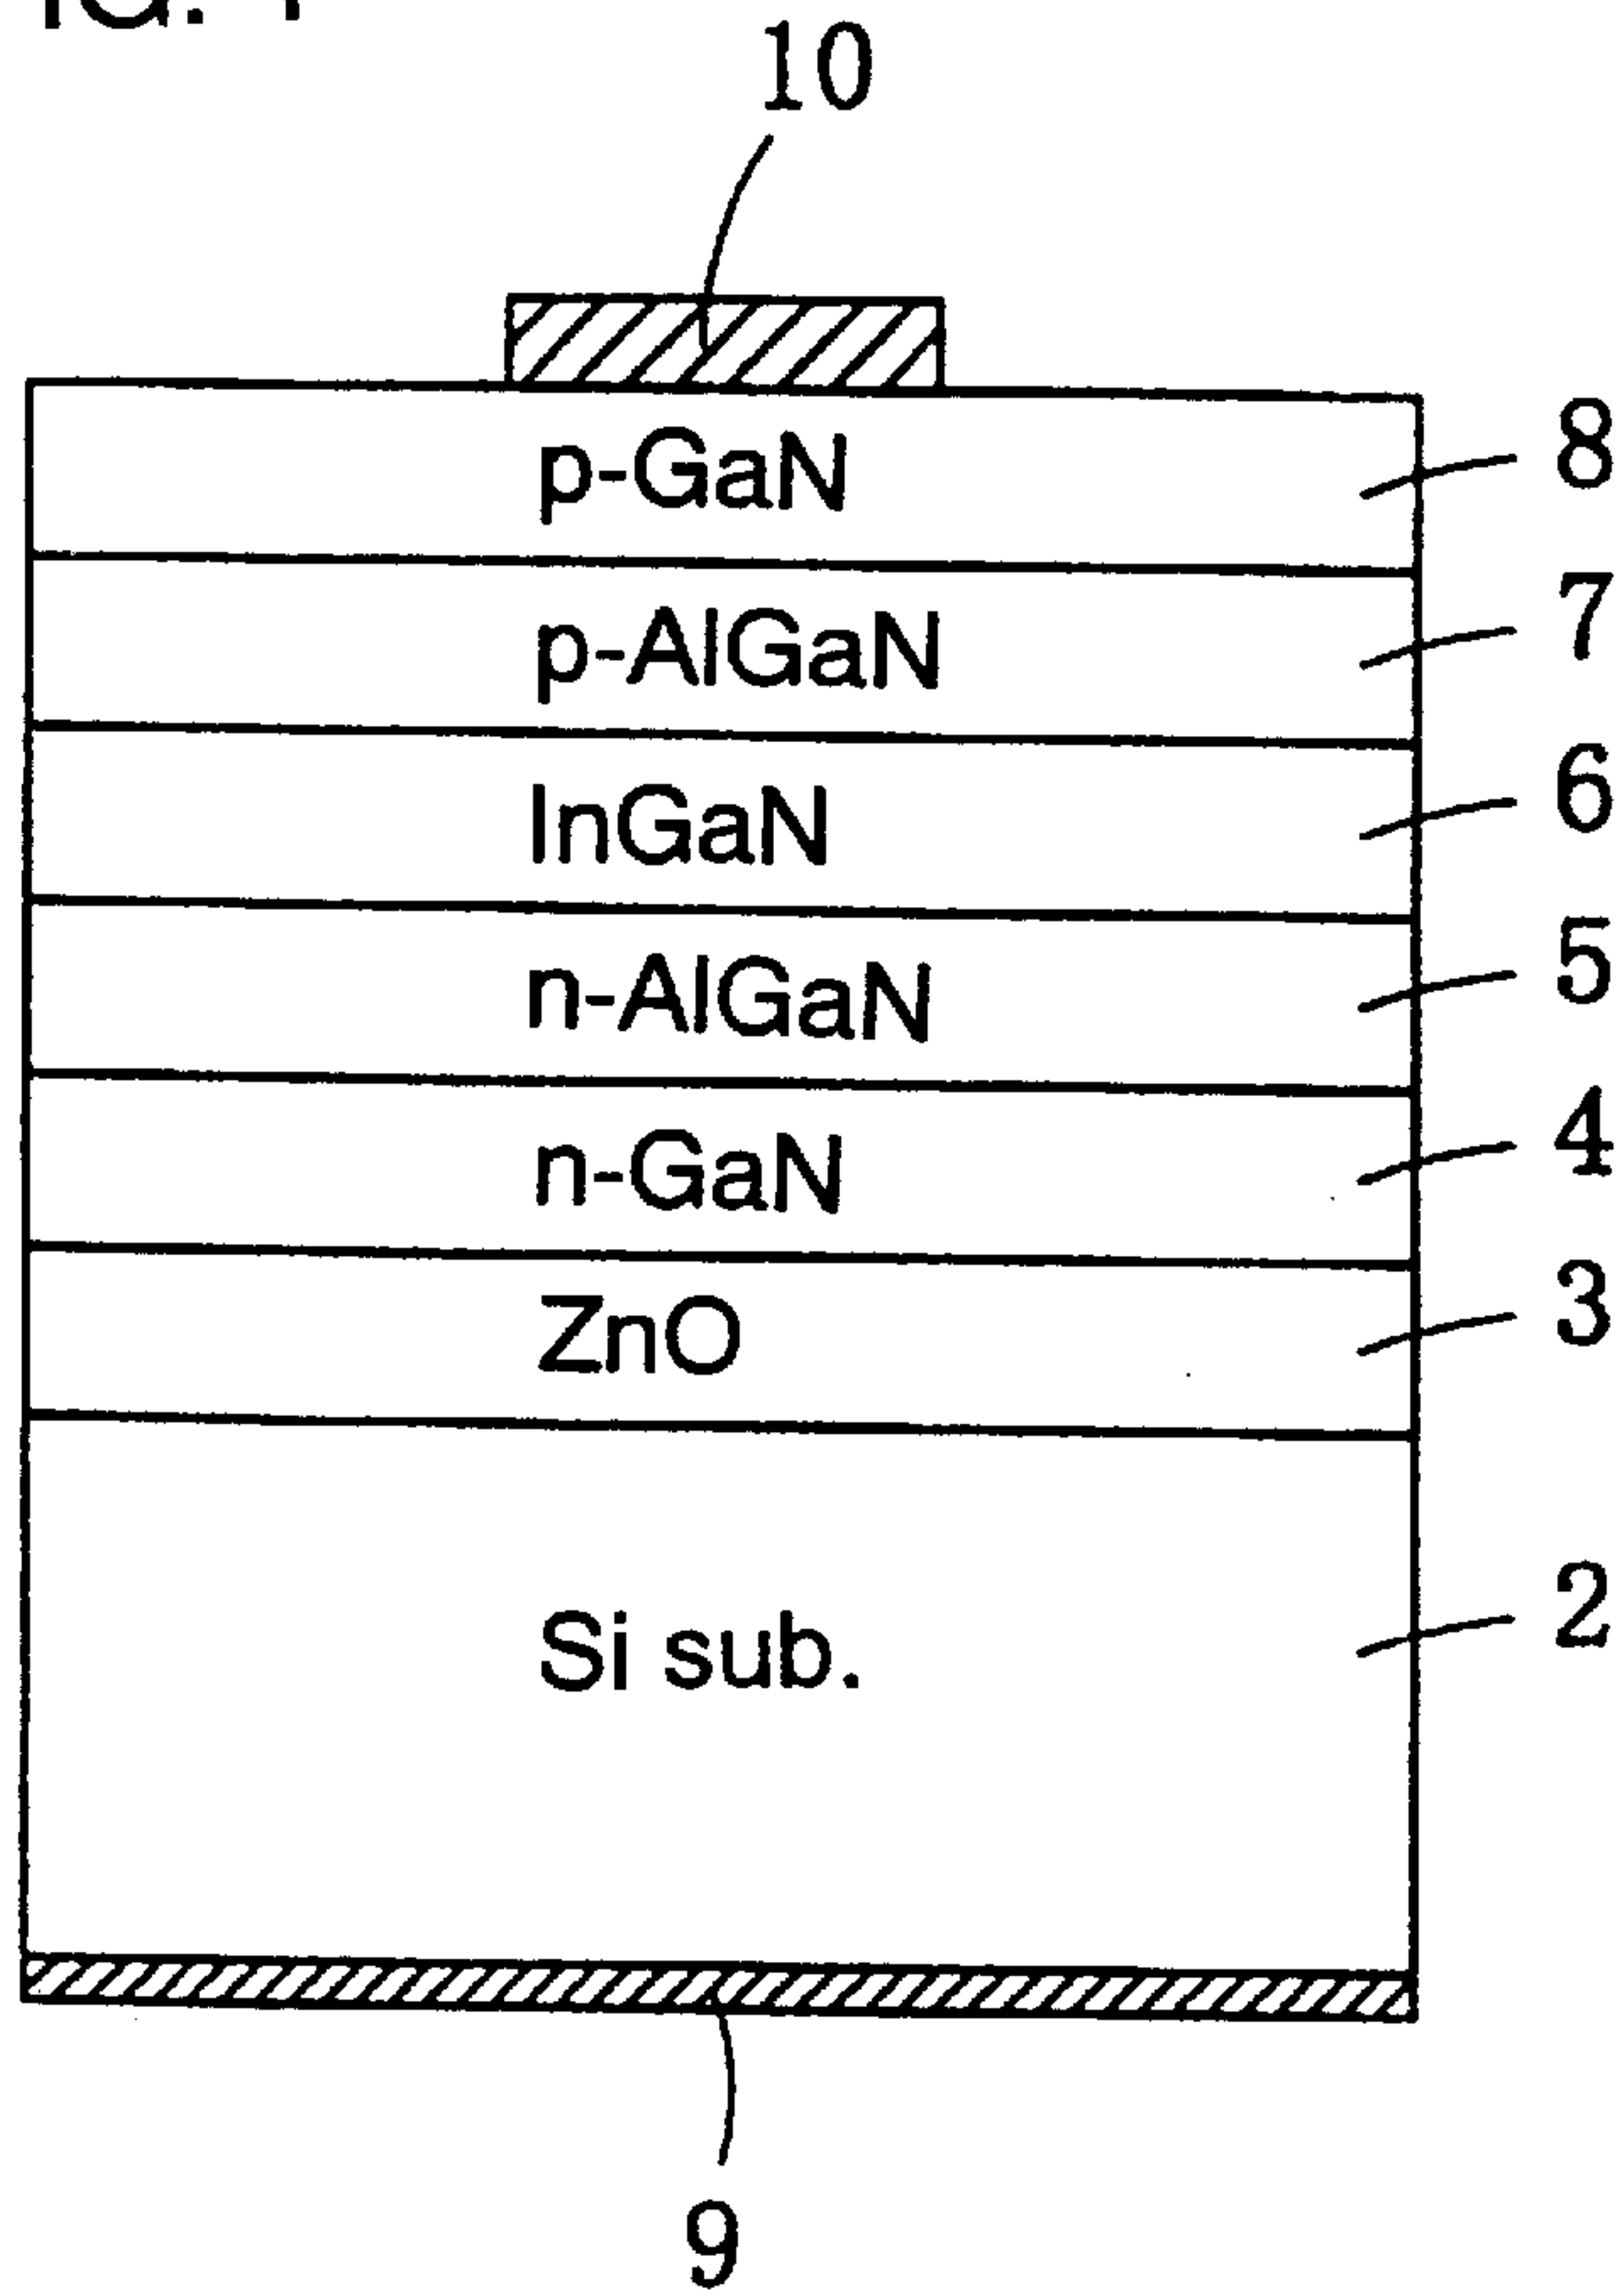 10
p-GaN 8
p-AlGaN 7
InGaN 6
n-AlGaN 5
n-GaN 4
ZnO 3
Si sub. 2
9